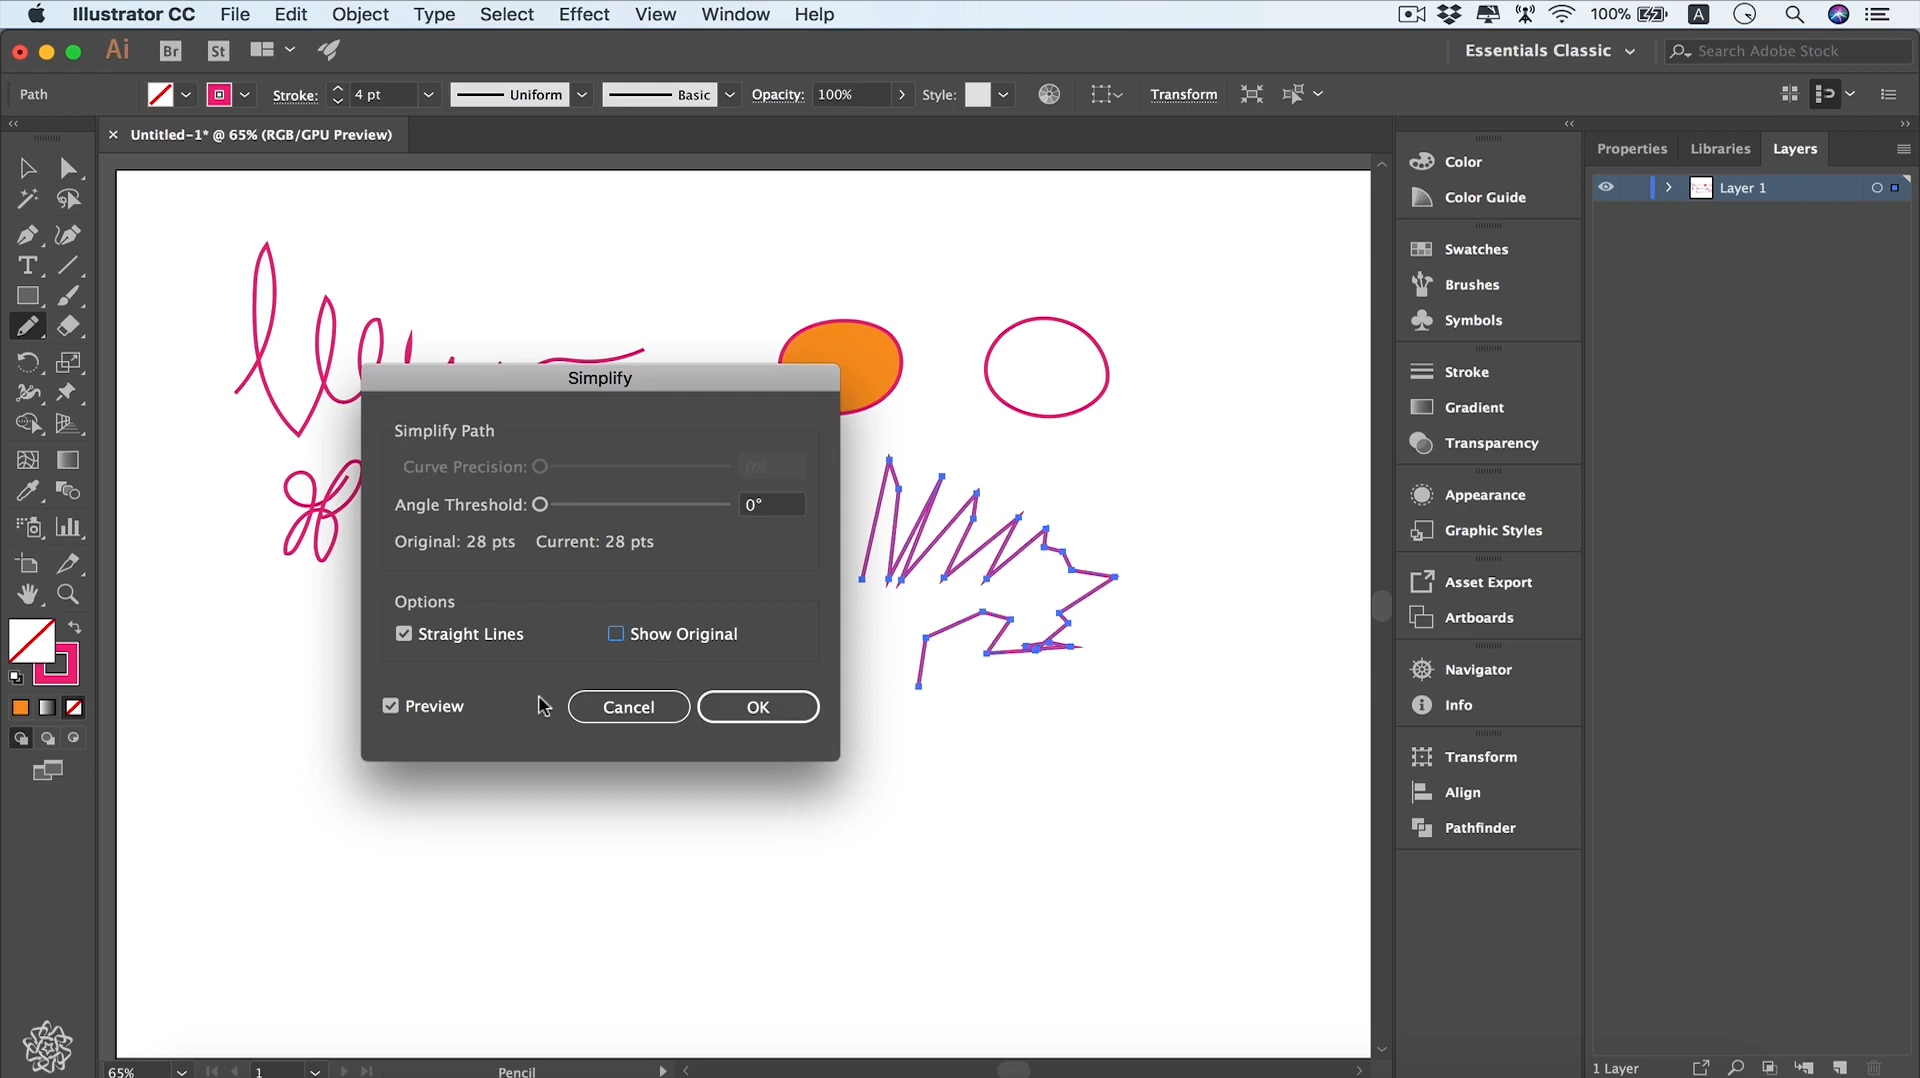 Illustrator CC File Edit Object Type Select Effect View Window Help 100% A
Ai Br St Essentials Classic Search Adobe Stock
Path Stroke: 4 pt Uniform Basic Opacity: 100% Style: Transform
Untitled-1* @ 65% (RGB/GPU Preview)
Properties Libraries Layers
Layer 1
Color
Color Guide
Swatches
Brushes
Symbols
Stroke
Gradient
Transparency
Appearance
Graphic Styles
Asset Export
Artboards
Navigator
Info
Transform
Align
Pathfinder
Simplify
Simplify Path
Curve Precision: 0%
Angle Threshold: 0°
Original: 28 pts Current: 28 pts
Options
Straight Lines Show Original
Preview Cancel OK
65% 1 Pencil
1 Layer